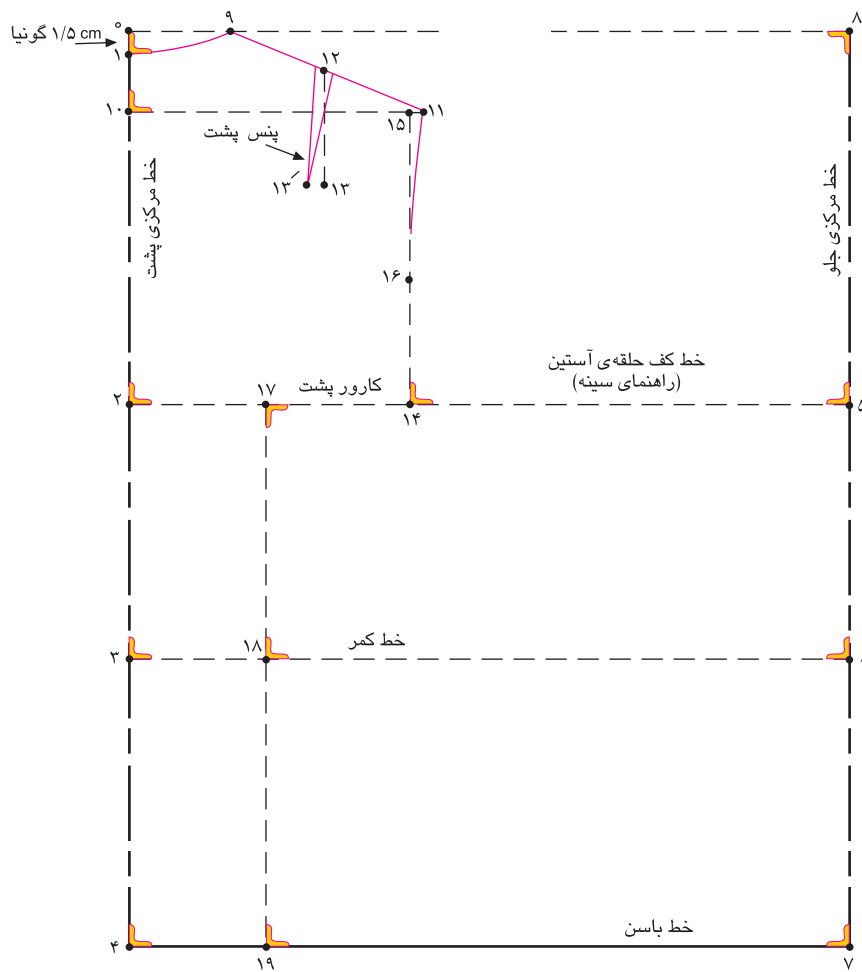 ۸
۹
۰
گونیا ۱/۵ cm
۱
۱۲
۱۰
۱۵
۱۱
پنس پشت
۱۳´
۱۳
خط مرکزی پشت
خط مرکزی جلو
۱۶
خط کف حلقه‌ی آستین
(راهنمای سینه)
کارور پشت
۱۷
۲
۱۴
۵
خط کمر
۱۸
۳
خط باسن
۴
۱۹
۷